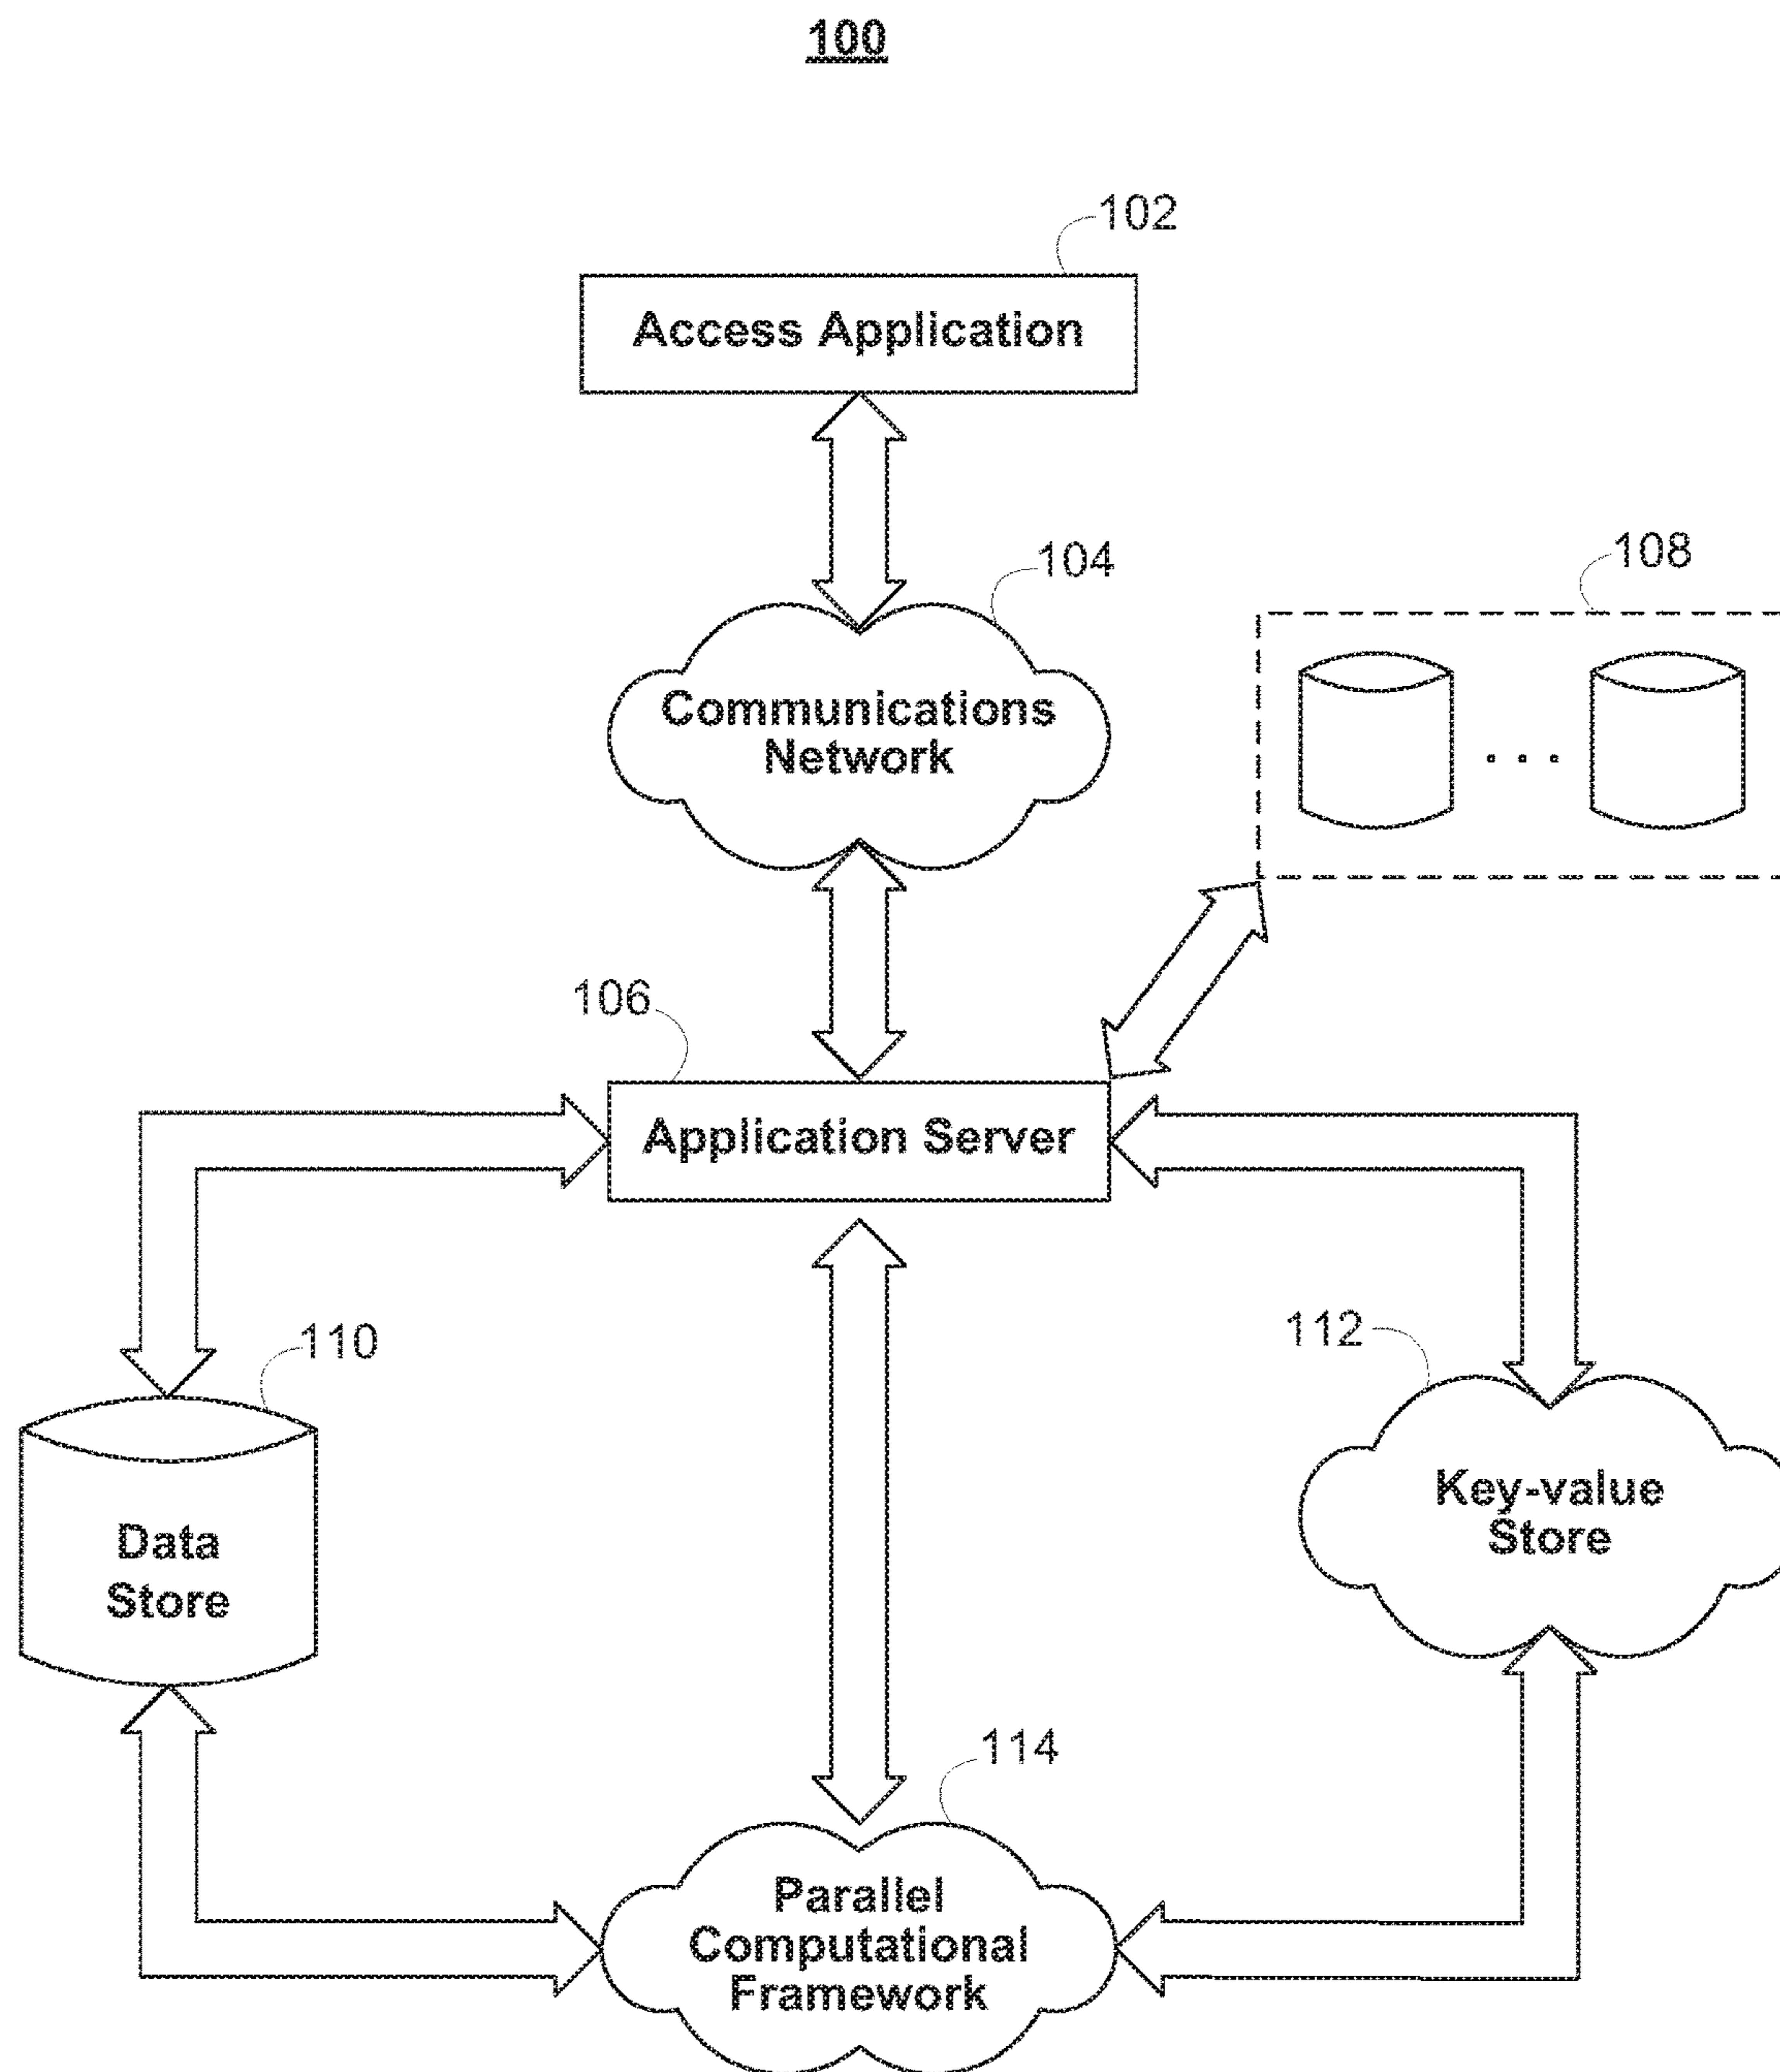 100
102
Access Application
104
108
Communications
Network
. . .
106
Application Server
110
112
Data
Store
Key-value
Store
114
Parallel
Computational
Framework